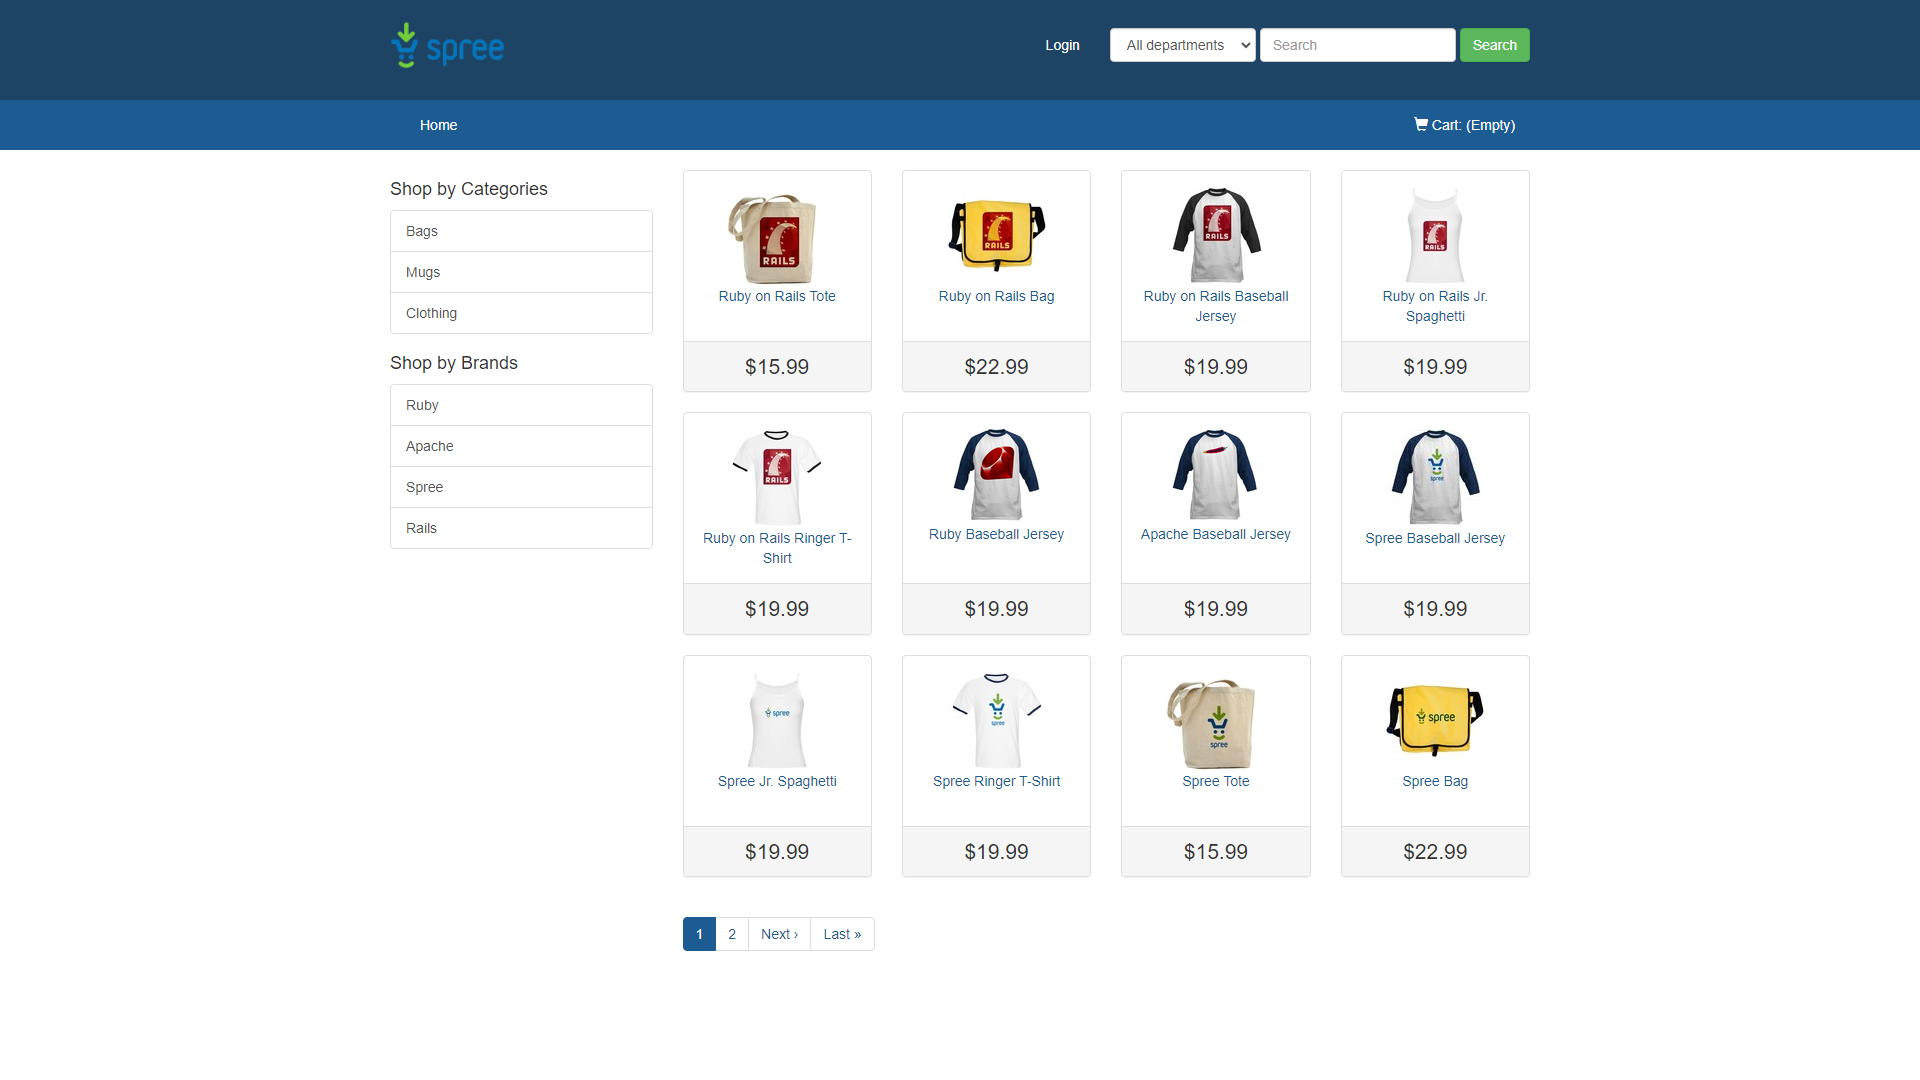 spree
Login
All departments
Search
Search
Home
Cart: (Empty)
Shop by Categories
Bags
Mugs
Clothing
Shop by Brands
Ruby
Apache
Spree
Rails
RAILS
Ruby on Rails Tote
$15.99
RAILS
Ruby on Rails Bag
$22.99
RAILS
Ruby on Rails Baseball
Jersey
$19.99
RAILS
Ruby on Rails Jr.
Spaghetti
$19.99
RAILS
Ruby on Rails Ringer T-
Shirt
$19.99
Ruby Baseball Jersey
$19.99
Apache Baseball Jersey
$19.99
spree
Spree Baseball Jersey
$19.99
spree
Spree Jr. Spaghetti
$19.99
spree
Spree Ringer T-Shirt
$19.99
spree
Spree Tote
$15.99
spree
Spree Bag
$22.99
1
2
Next ›
Last »